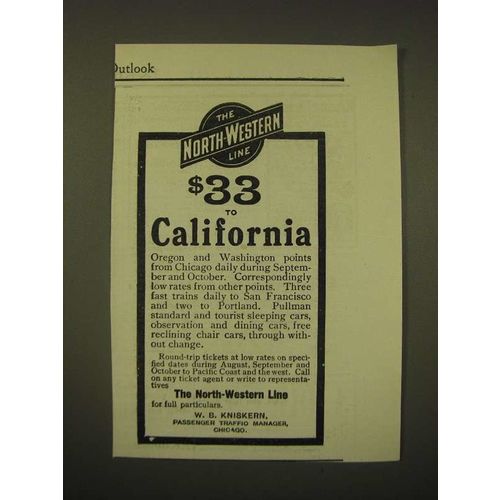 Outlook
THE
NORTH-WESTERN
LINE
$33
TO
California
Oregon and Washington points
from Chicago daily during Septem-
ber and October. Correspondingly
low rates from other points. Three
fast trains daily to San Francisco
and two to Portland. Pullman
standard and tourist sleeping cars,
observation and dining cars, free
reclining chair cars, through with-
out change.
Round-trip tickets at low rates on speci-
fied dates during August, September and
October to Pacific Coast and the west. Call
on any ticket agent or write to representa-
tives
The North-Western Line
for full particulars.
W. B. KNISKERN,
PASSENGER TRAFFIC MANAGER,
CHICAGO.